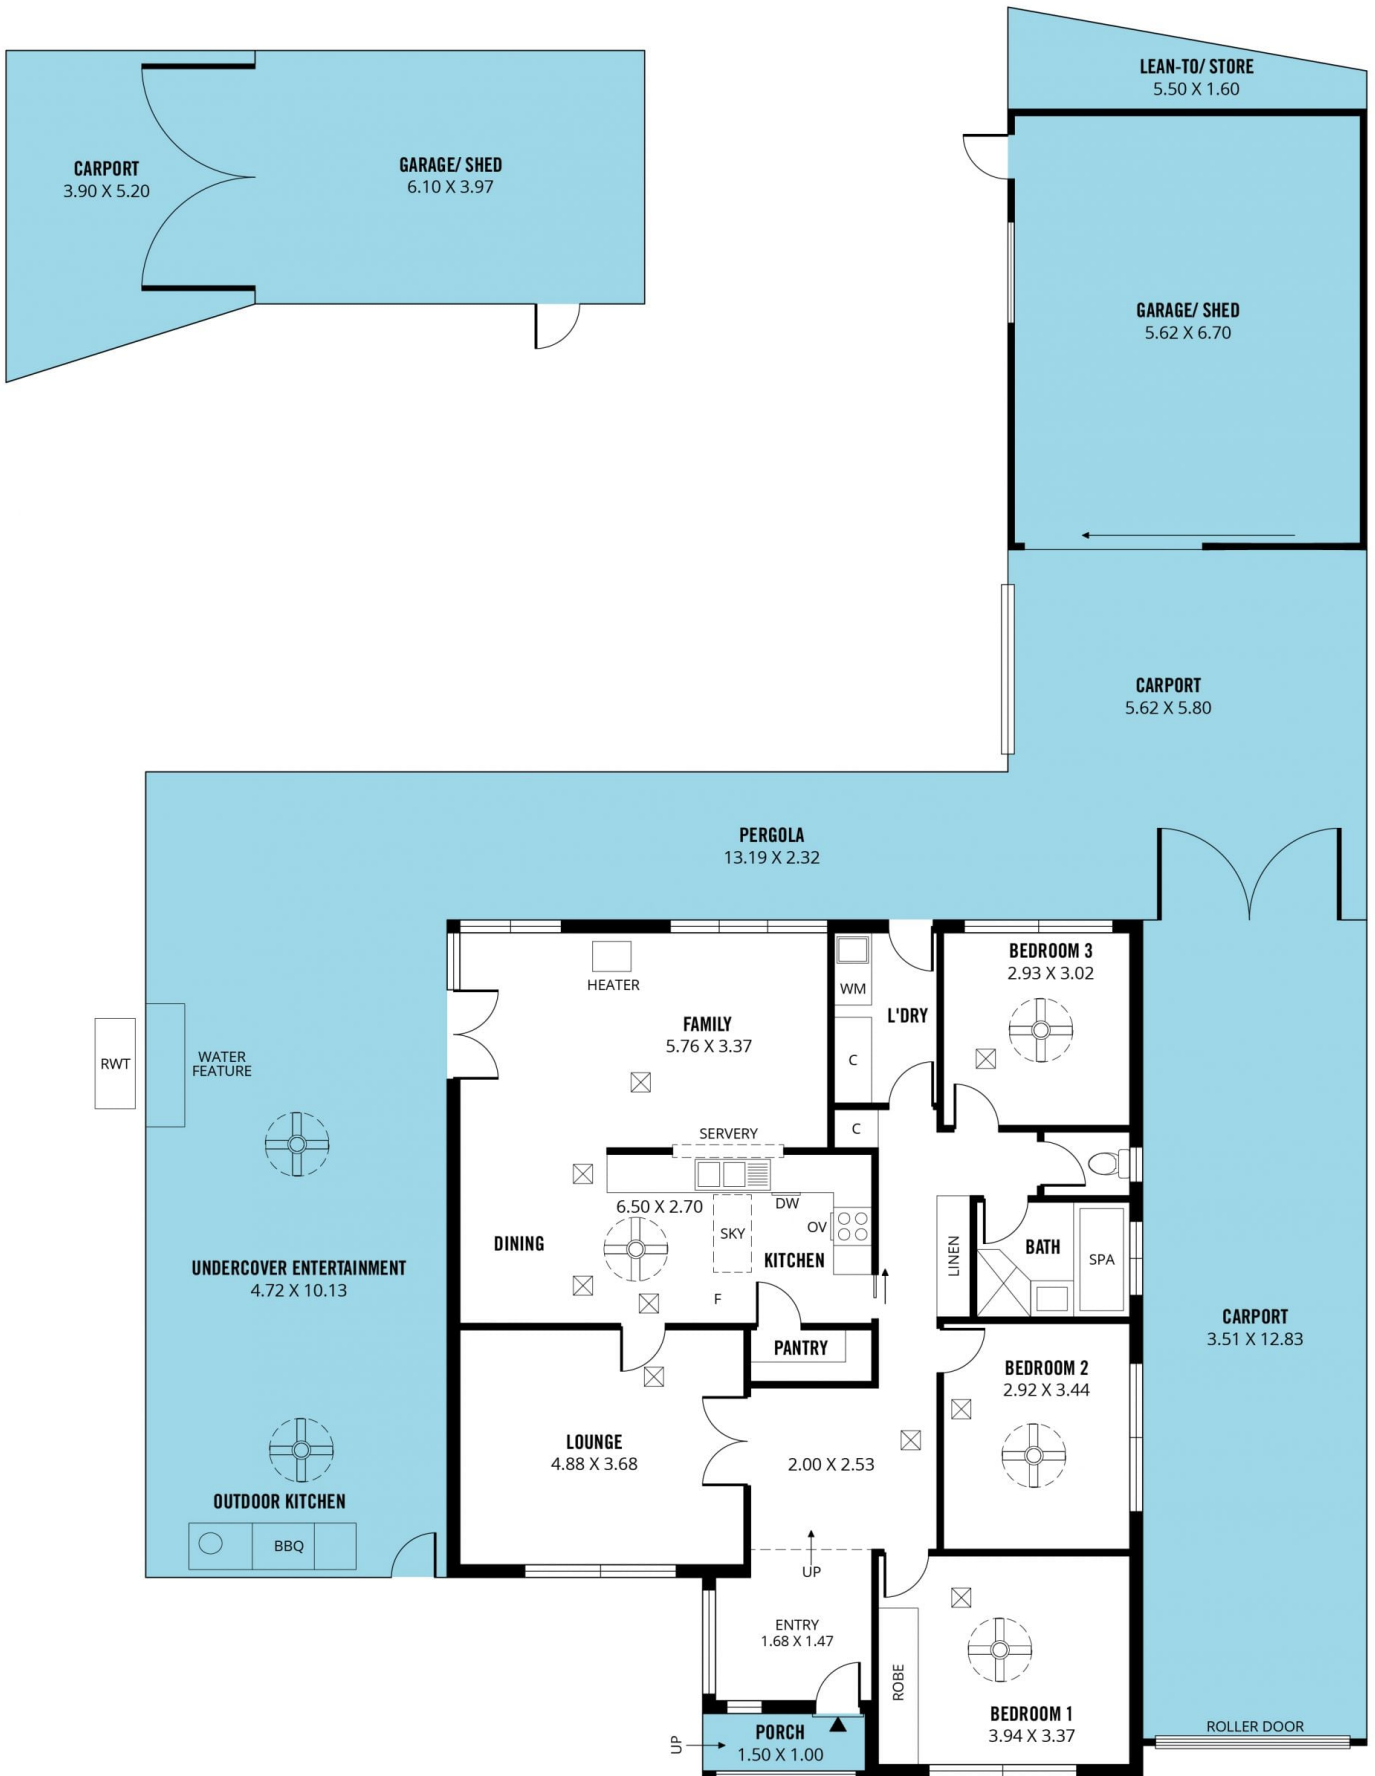 LEAN-TO/ STORE
5.50 X 1.60
CARPORT
3.90 X 5.20
GARAGE/ SHED
6.10 X 3.97
GARAGE/ SHED
5.62 X 6.70
CARPORT
5.62 X 5.80
PERGOLA
13.19 X 2.32
HEATER
FAMILY
5.76 X 3.37
WM
L'DRY
C
BEDROOM 3
2.93 X 3.02
RWT
WATER
FEATURE
SERVERY
C
6.50 X 2.70
DW
SKY
OV
DINING
KITCHEN
F
LINEN
BATH
SPA
UNDERCOVER ENTERTAINMENT
4.72 X 10.13
CARPORT
3.51 X 12.83
PANTRY
BEDROOM 2
2.92 X 3.44
LOUNGE
4.88 X 3.68
2.00 X 2.53
OUTDOOR KITCHEN
BBQ
UP
ENTRY
1.68 X 1.47
ROBE
BEDROOM 1
3.94 X 3.37
ROLLER DOOR
UP
PORCH
1.50 X 1.00